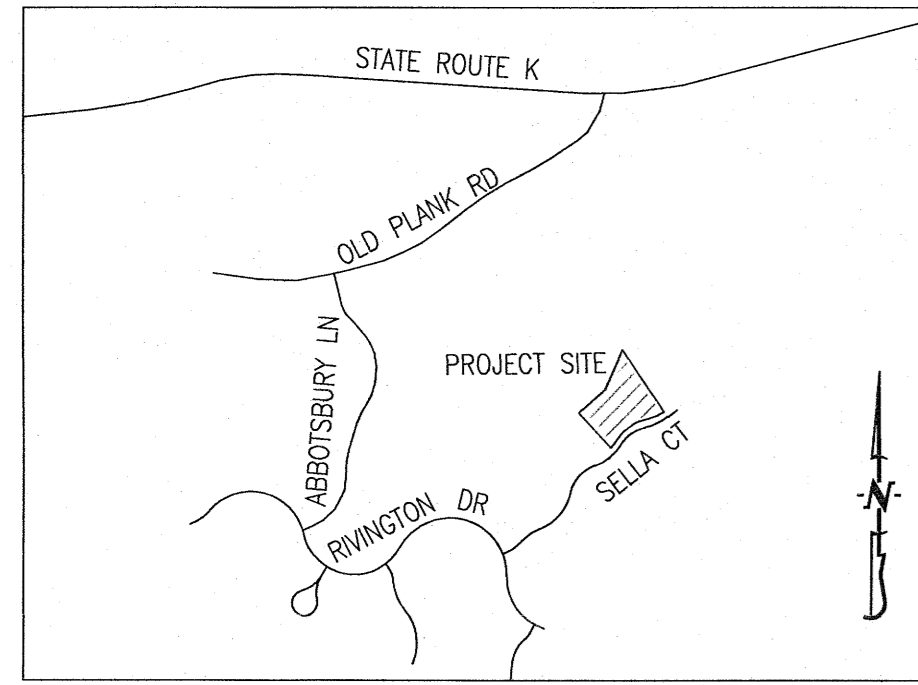 STATE ROUTE K
OLD PLANK RD
ABBOTSBURY LN
PROJECT SITE
SELLA CT
RIVINGTON DR
N